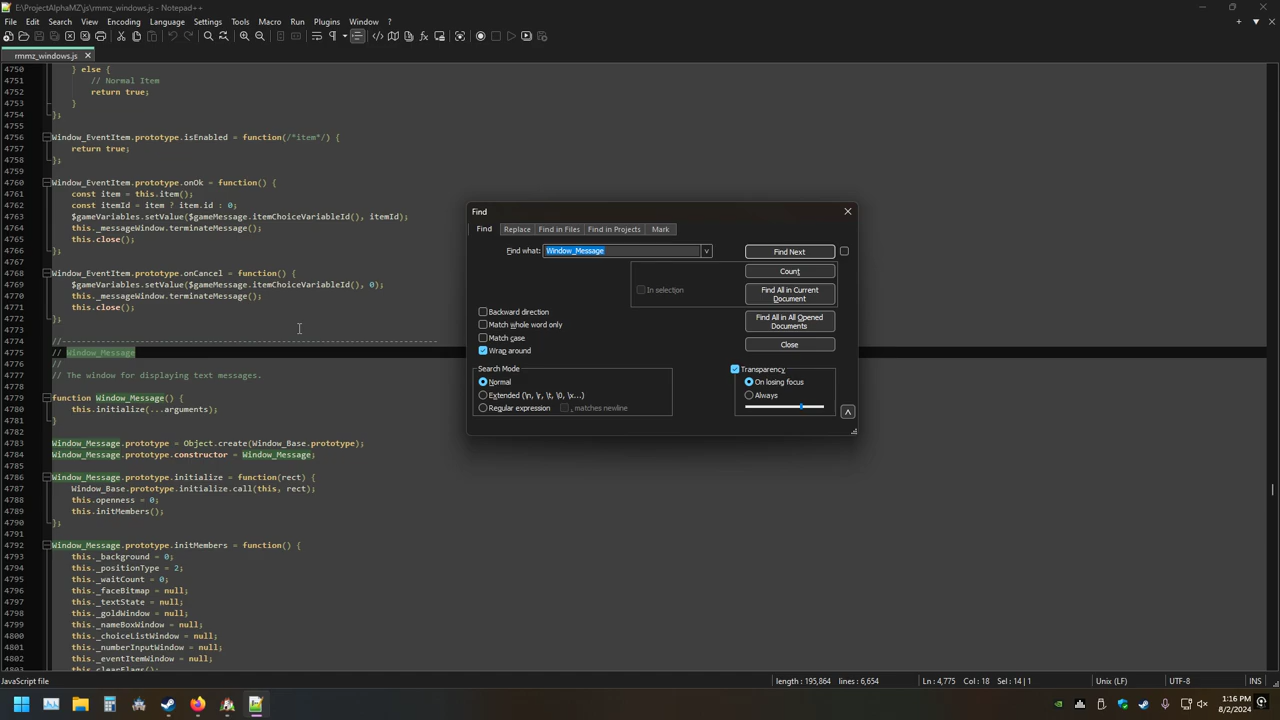 E:\ProjectAlphaMZ\js\rmmz_windows.js - Notepad++
File Edit Search View Encoding Language Settings Tools Macro Run Plugins Window ?
rmmz_windows.js
4750 } else {
4751 // Normal Item
4752 return true;
4753 }
4754 };
4755
4756 Window_EventItem.prototype.isEnabled = function(/*item*/) {
4757 return true;
4758 };
4759
4760 Window_EventItem.prototype.onOk = function() {
4761 const item = this.item();
4762 const itemId = item ? item.id : 0;
4763 $gameVariables.setValue($gameMessage.itemChoiceVariableId(), itemId);
4764 this._messageWindow.terminateMessage();
4765 this.close();
4766 };
4767
4768 Window_EventItem.prototype.onCancel = function() {
4769 $gameVariables.setValue($gameMessage.itemChoiceVariableId(), 0);
4770 this._messageWindow.terminateMessage();
4771 this.close();
4772 };
4773
4774 //-----------------------------------------------------------------------------
4775 // Window_Message
4776 //
4777 // The window for displaying text messages.
4778
4779 function Window_Message() {
4780 this.initialize(...arguments);
4781 }
4782
4783 Window_Message.prototype = Object.create(Window_Base.prototype);
4784 Window_Message.prototype.constructor = Window_Message;
4785
4786 Window_Message.prototype.initialize = function(rect) {
4787 Window_Base.prototype.initialize.call(this, rect);
4788 this.openness = 0;
4789 this.initMembers();
4790 };
4791
4792 Window_Message.prototype.initMembers = function() {
4793 this._background = 0;
4794 this._positionType = 2;
4795 this._waitCount = 0;
4796 this._faceBitmap = null;
4797 this._textState = null;
4798 this._goldWindow = null;
4799 this._nameBoxWindow = null;
4800 this._choiceListWindow = null;
4801 this._numberInputWindow = null;
4802 this._eventItemWindow = null;
4803 this.clearFlags();
Find
Find Replace Find in Files Find in Projects Mark
Find what: Window_Message
Find Next
Count
In selection
Find All in Current Document
Backward direction
Find All in All Opened Documents
Match whole word only
Match case
Close
Wrap around
Search Mode
Normal
Extended (\n, \r, \t, \0, \x...)
Regular expression . matches newline
Transparency
On losing focus
Always
JavaScript file length : 195,864 lines : 6,654 Ln : 4,775 Col : 18 Sel : 14 | 1 Unix (LF) UTF-8 INS
1:16 PM
8/2/2024